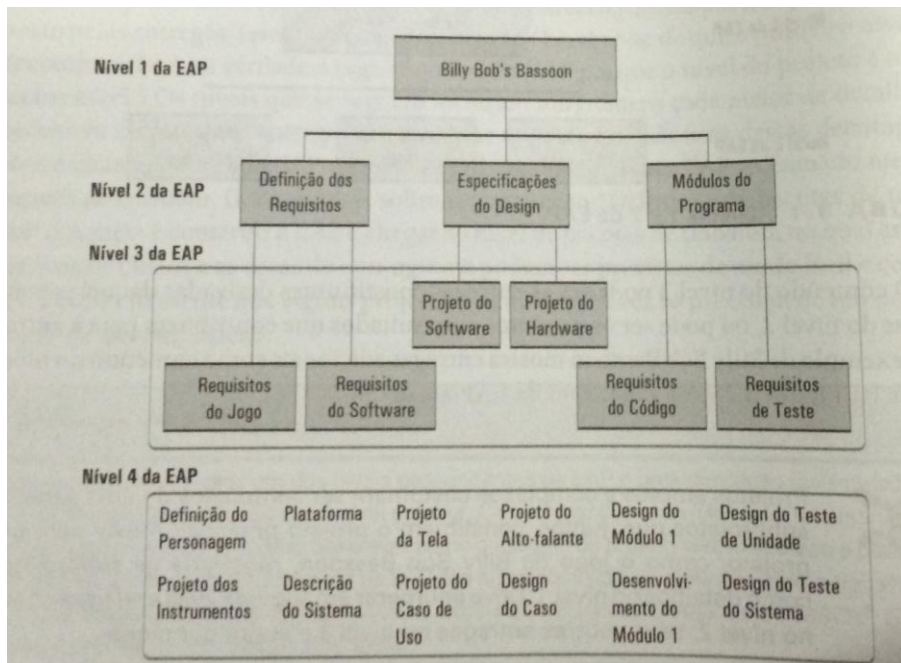 Nível 1 da EAP
Billy Bob's Bassoon
Nível 2 da EAP
Definição dos
Requisitos
Especificações
do Design
Módulos do
Programa
Nível 3 da EAP
Projeto do
Software
Projeto do
Hardware
Requisitos
do Jogo
Requisitos
do Software
Requisitos
do Código
Requisitos
de Teste
Nível 4 da EAP
Definição do
Personagem
Plataforma
Projeto
da Tela
Projeto do
Alto-falante
Design do
Módulo 1
Design do Teste
de Unidade
Projeto dos
Instrumentos
Descrição
do Sistema
Projeto do
Caso de
Uso
Design
do Caso
Desenvolvi-
mento do
Módulo
Design do Teste
do Sistema